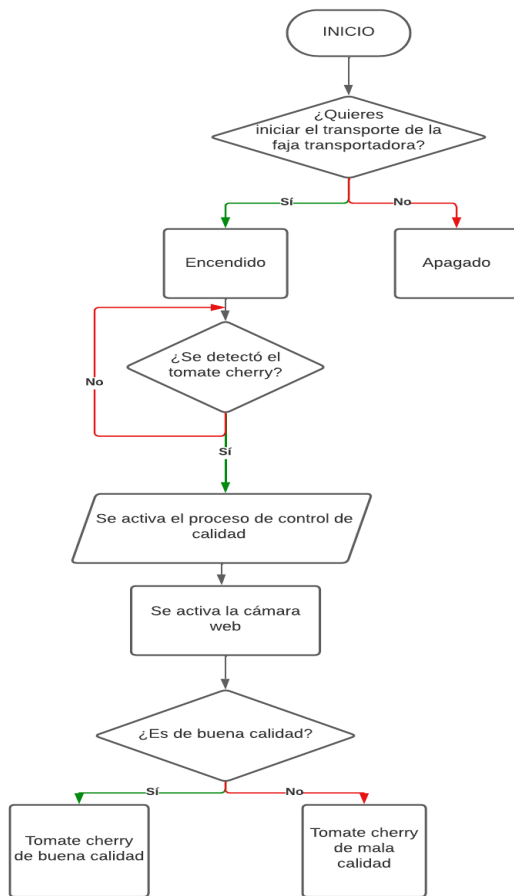 INICIO
¿Quieres
iniciar el transporte de la
faja transportadora?
Sí
No
Encendido
Apagado
¿Se detectó el
tomate cherry?
No
Sí
Se activa el proceso de control de
calidad
Se activa la cámara
web
¿Es de buena calidad?
Sí
No
Tomate cherry
de buena calidad
Tomate cherry
de mala
calidad